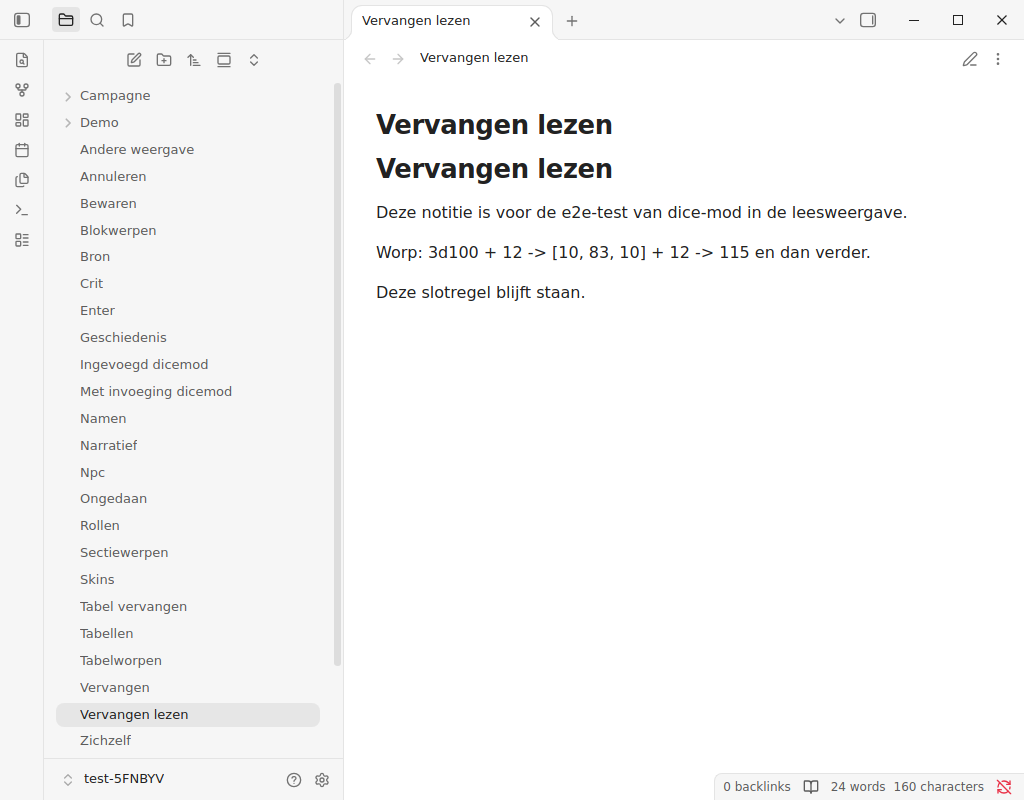 Vervangen lezen
Vervangen lezen
Campagne
Demo
Andere weergave
Annuleren
Bewaren
Blokwerpen
Bron
Crit
Enter
Geschiedenis
Ingevoegd dicemod
Met invoeging dicemod
Namen
Narratief
Npc
Ongedaan
Rollen
Sectiewerpen
Skins
Tabel vervangen
Tabellen
Tabelworpen
Vervangen
Vervangen lezen
Zichzelf
test-5FNBYV
Vervangen lezen
Vervangen lezen
Deze notitie is voor de e2e-test van dice-mod in de leesweergave.
Worp: 3d100 + 12 -> [10, 83, 10] + 12 -> 115 en dan verder.
Deze slotregel blijft staan.
0 backlinks 24 words 160 characters